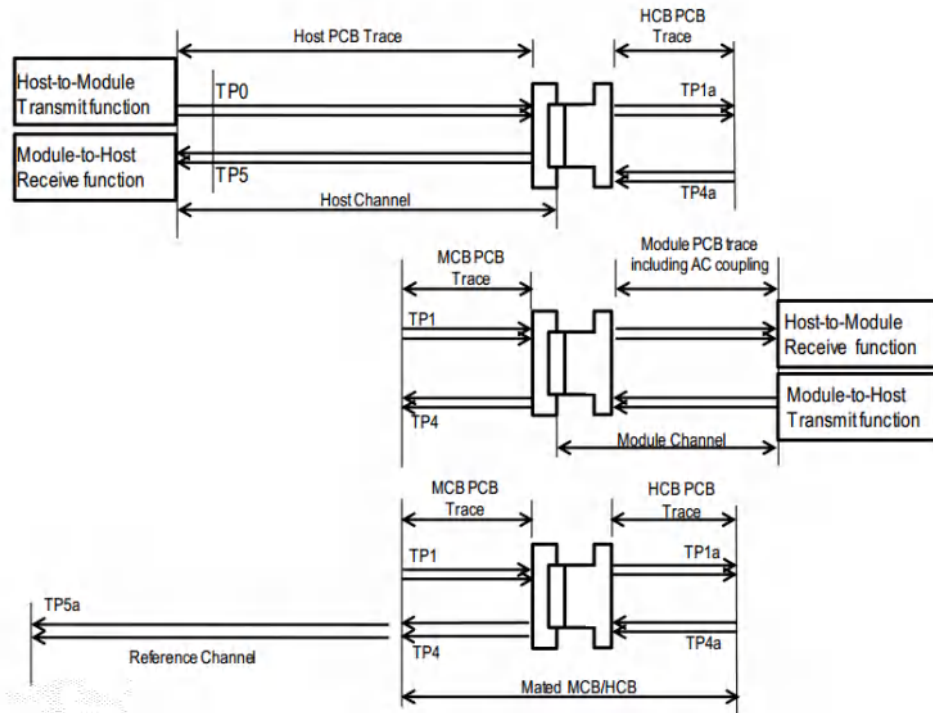 HCB PCB
Trace
Host PCB Trace
Host-to-Module
Transmit function
TP0
TP1a
Module-to-Host
Receive function
TP5
TP4a
Host Channel
MCB PCB
Trace
Module PCB trace
including AC coupling
TP1
Host-to-Module
Receive function
Module-to-Host
Transmit function
TP4
Module Channel
MCB PCB
Trace
HCB PCB
Trace
TP1
TP1a
TP5a
TP4
TP4a
Reference Channel
Mated MCB/HCB